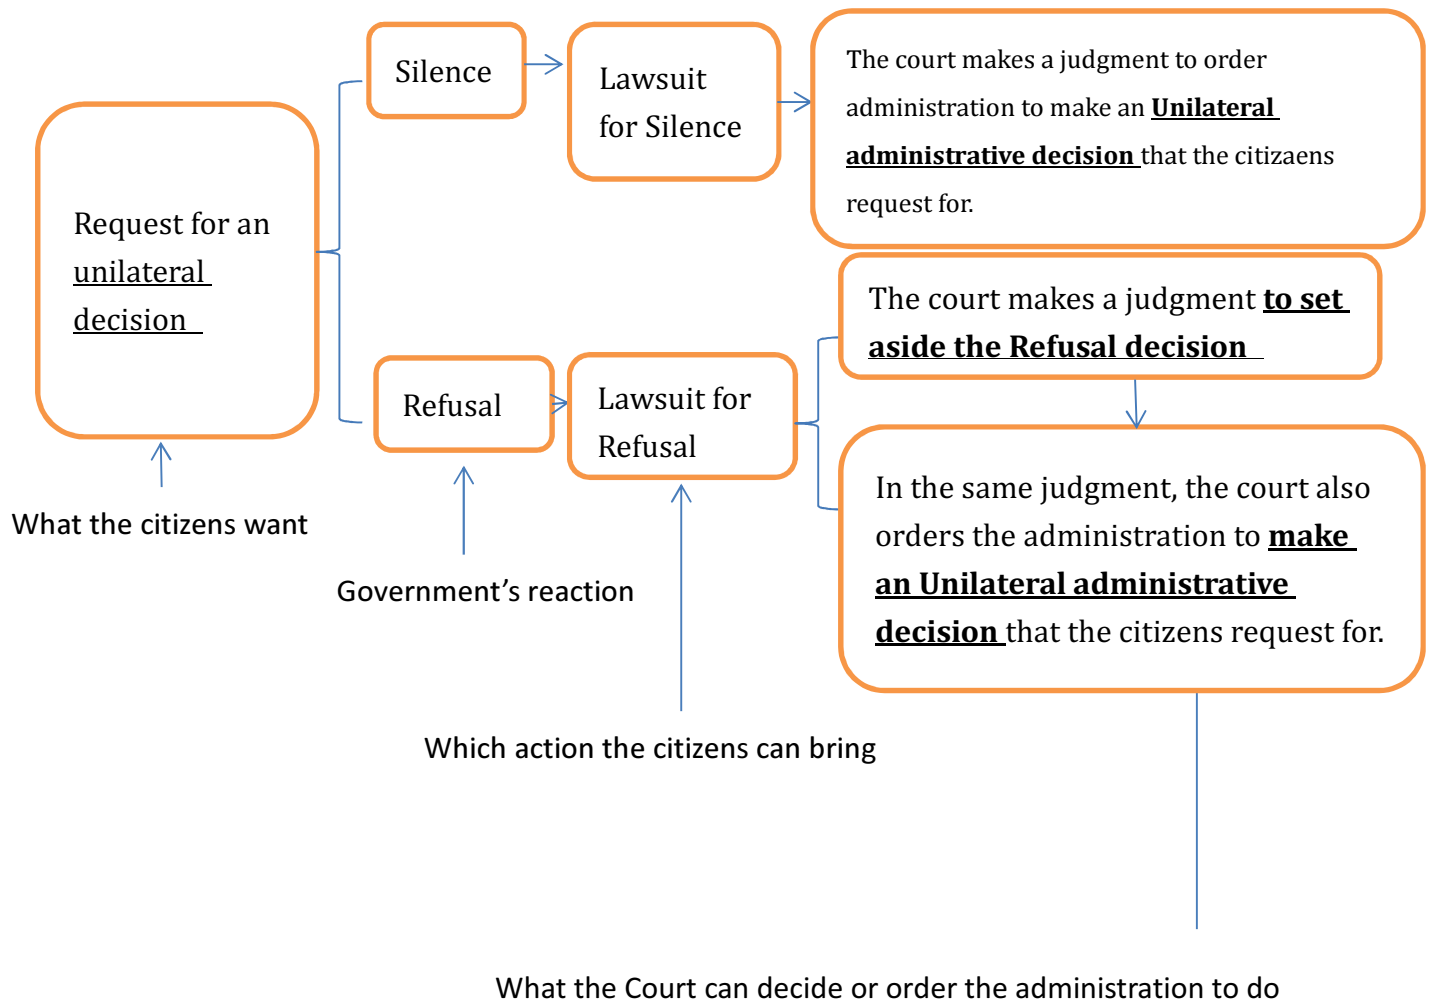 Silence
Lawsuit
for Silence
The court makes a judgment to order
administration to make an Unilateral
administrative decision that the citizaens
request for.
Request for an
unilateral
decision
The court makes a judgment to set
aside the Refusal decision
Refusal
Lawsuit for
Refusal
In the same judgment, the court also
orders the administration to make
an Unilateral administrative
decision that the citizens request for.
What the citizens want
Government’s reaction
Which action the citizens can bring
What the Court can decide or order the administration to do